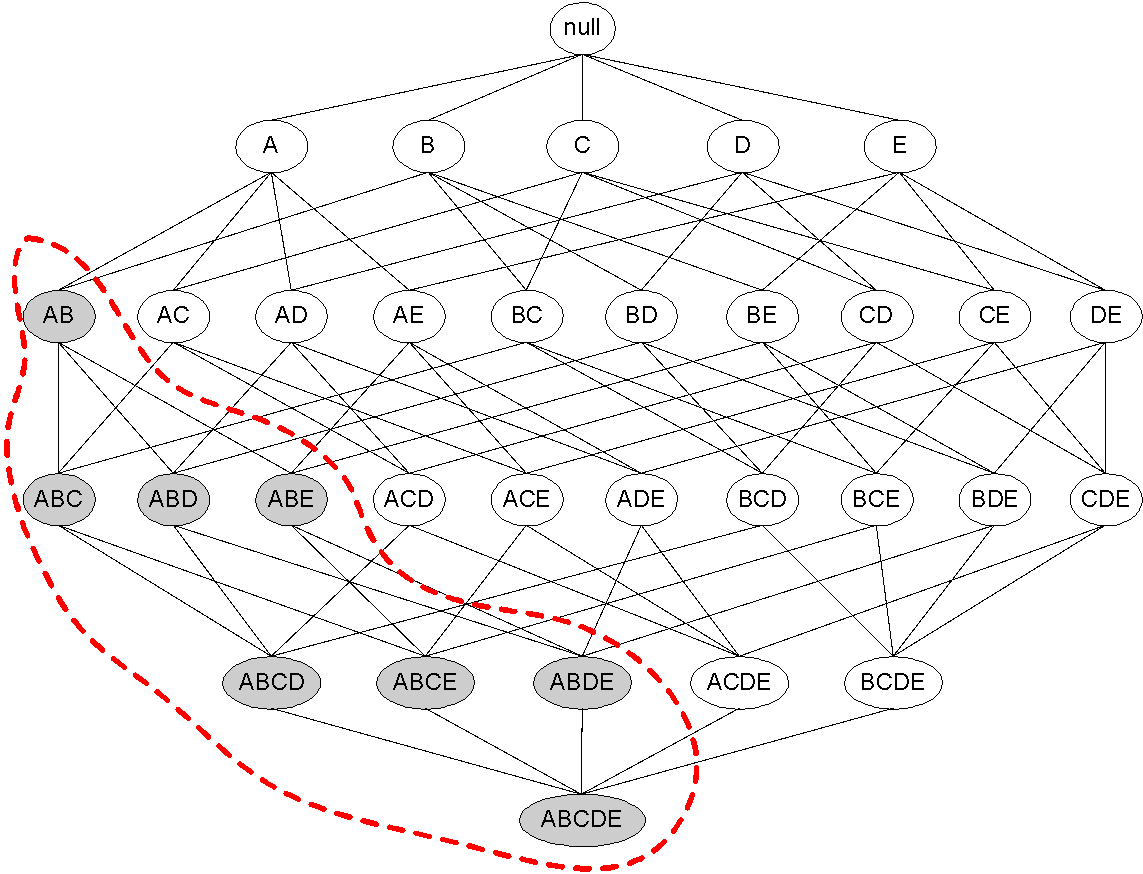 null
A B C D E
AB AC AD AE BC BD BE CD CE DE
ABC ABD ABE ACD ACE ADE BCD BCE BDE CDE
ABCD ABCE ABDE ACDE BCDE
ABCDE